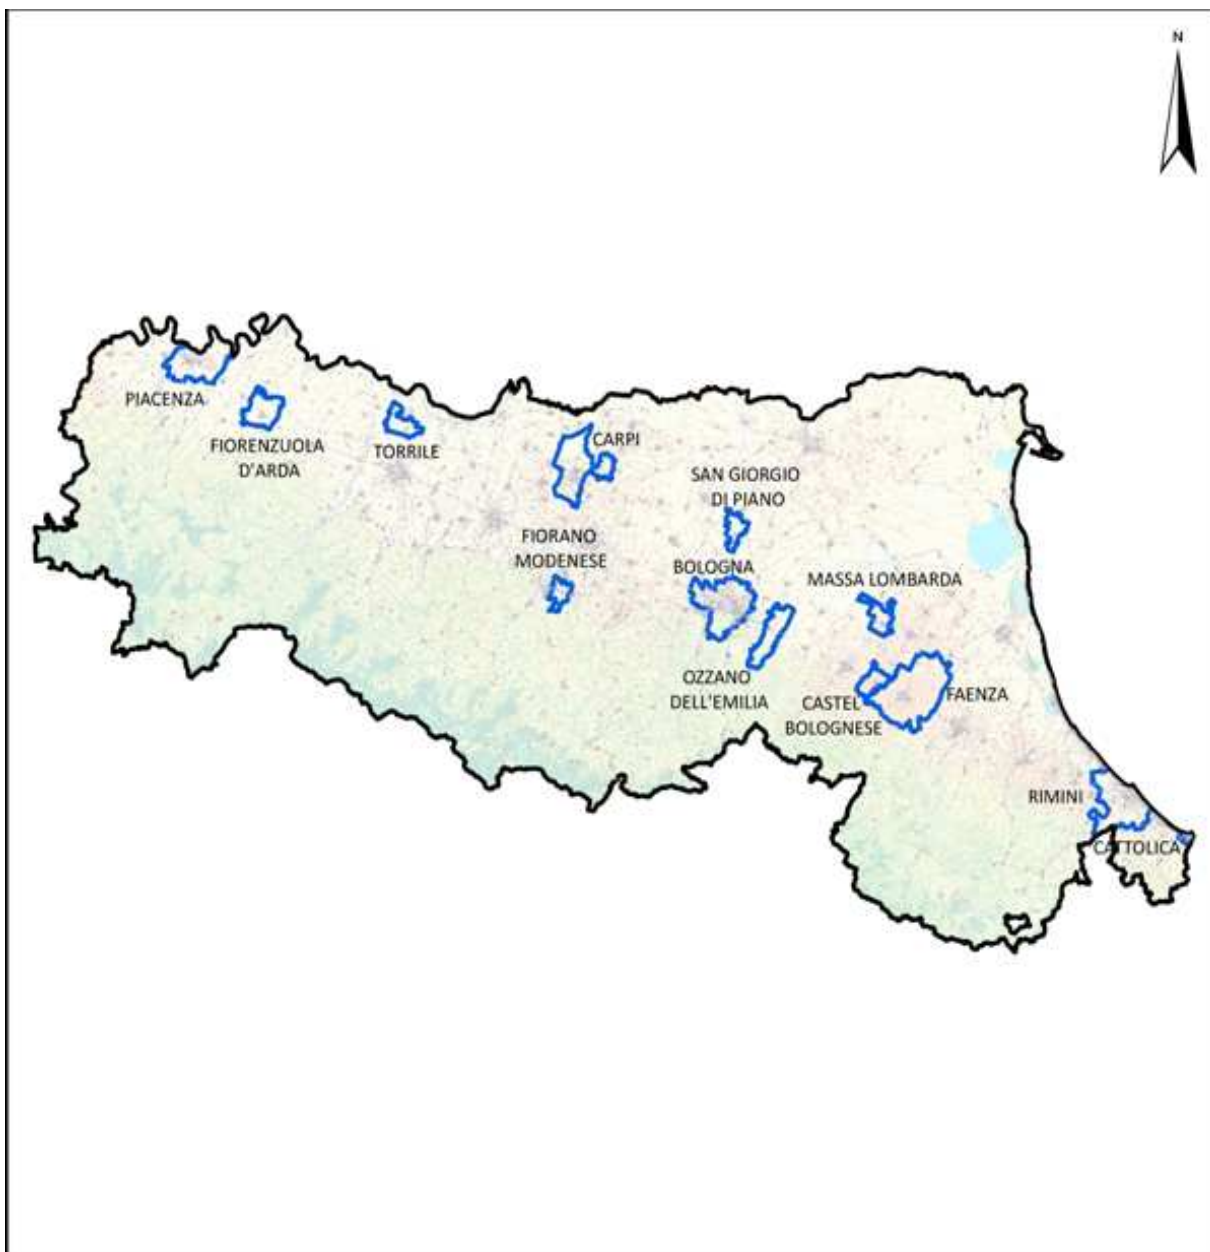 N
PIACENZA
FIORENZUOLA
D'ARDA
TORRILE
CARPI
SAN GIORGIO
DI PIANO
FIORANO
MODENESE
BOLOGNA
MASSA LOMBARDA
OZZANO
DELL'EMILIA
CASTEL
BOLOGNESE
FAENZA
RIMINI
CATTOLICA